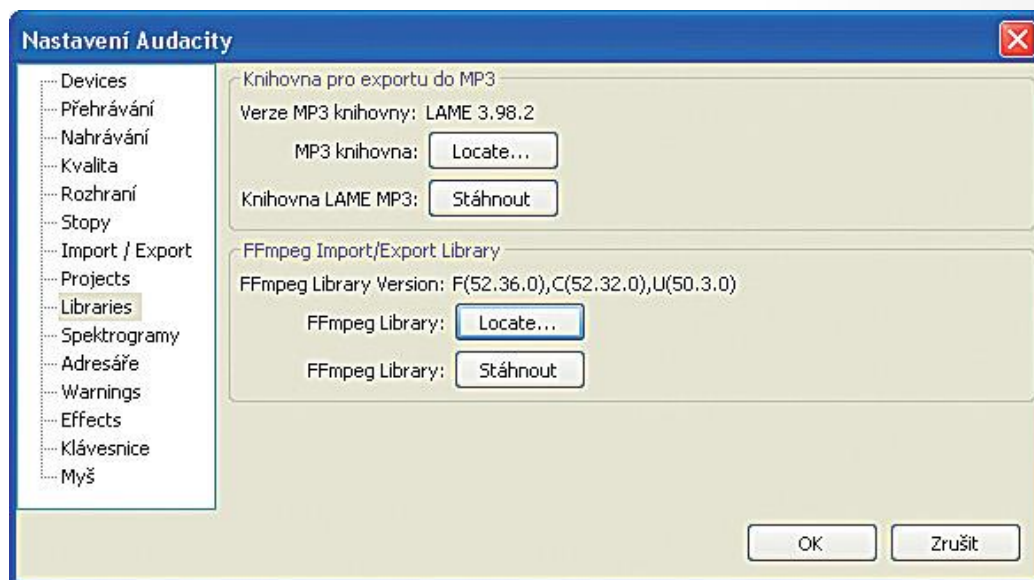 Nastavení Audacity
Devices
Přehrávání
Nahrávání
Kvalita
Rozhraní
Stopy
Import / Export
Projects
Libraries
Spektrogramy
Adresáře
Warnings
Effects
Klávesnice
Myš
Knihovna pro exportu do MP3
Verze MP3 knihovny: LAME 3.98.2
MP3 knihovna: Locate...
Knihovna LAME MP3: Stáhnout
FFmpeg Import/Export Library
FFmpeg Library Version: F(52.36.0),C(52.32.0),U(50.3.0)
FFmpeg Library: Locate...
FFmpeg Library: Stáhnout
OK Zrušit